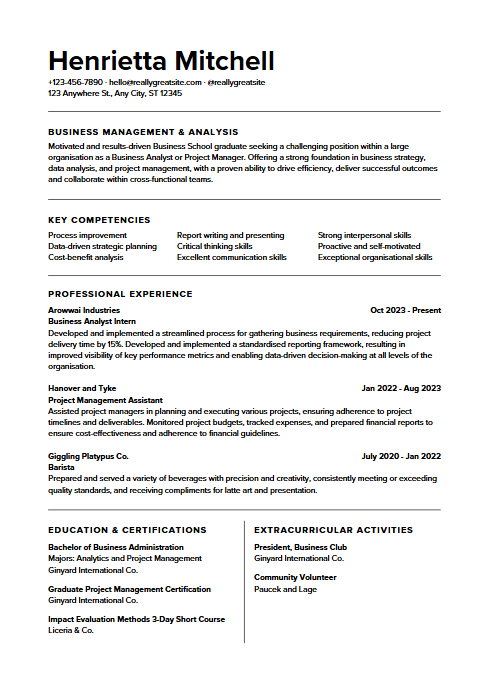 Henrietta Mitchell
+123-456-7890 · hello@reallygreatsite.com · @reallygreatsite
123 Anywhere St., Any City, ST 12345
BUSINESS MANAGEMENT & ANALYSIS
Motivated and results-driven Business School graduate seeking a challenging position within a large
organisation as a Business Analyst or Project Manager. Offering a strong foundation in business strategy,
data analysis, and project management, with a proven ability to drive efficiency, deliver successful outcomes
and collaborate within cross-functional teams.
KEY COMPETENCIES
Process improvement
Data-driven strategic planning
Cost-benefit analysis
Report writing and presenting
Critical thinking skills
Excellent communication skills
Strong interpersonal skills
Proactive and self-motivated
Exceptional organisational skills
PROFESSIONAL EXPERIENCE
Arowwai Industries Oct 2023 - Present
Business Analyst Intern
Developed and implemented a streamlined process for gathering business requirements, reducing project
delivery time by 15%. Developed and implemented a standardised reporting framework, resulting in
improved visibility of key performance metrics and enabling data-driven decision-making at all levels of the
organisation.
Hanover and Tyke Jan 2022 - Aug 2023
Project Management Assistant
Assisted project managers in planning and executing various projects, ensuring adherence to project
timelines and deliverables. Monitored project budgets, tracked expenses, and prepared financial reports to
ensure cost-effectiveness and adherence to financial guidelines.
Giggling Platypus Co. July 2020 - Jan 2022
Barista
Prepared and served a variety of beverages with precision and creativity, consistently meeting or exceeding
quality standards, and receiving compliments for latte art and presentation.
EDUCATION & CERTIFICATIONS
Bachelor of Business Administration
Majors: Analytics and Project Management
Ginyard International Co.
Graduate Project Management Certification
Ginyard International Co.
Impact Evaluation Methods 3-Day Short Course
Liceria & Co.
EXTRACURRICULAR ACTIVITIES
President, Business Club
Ginyard International Co.
Community Volunteer
Paucek and Lage